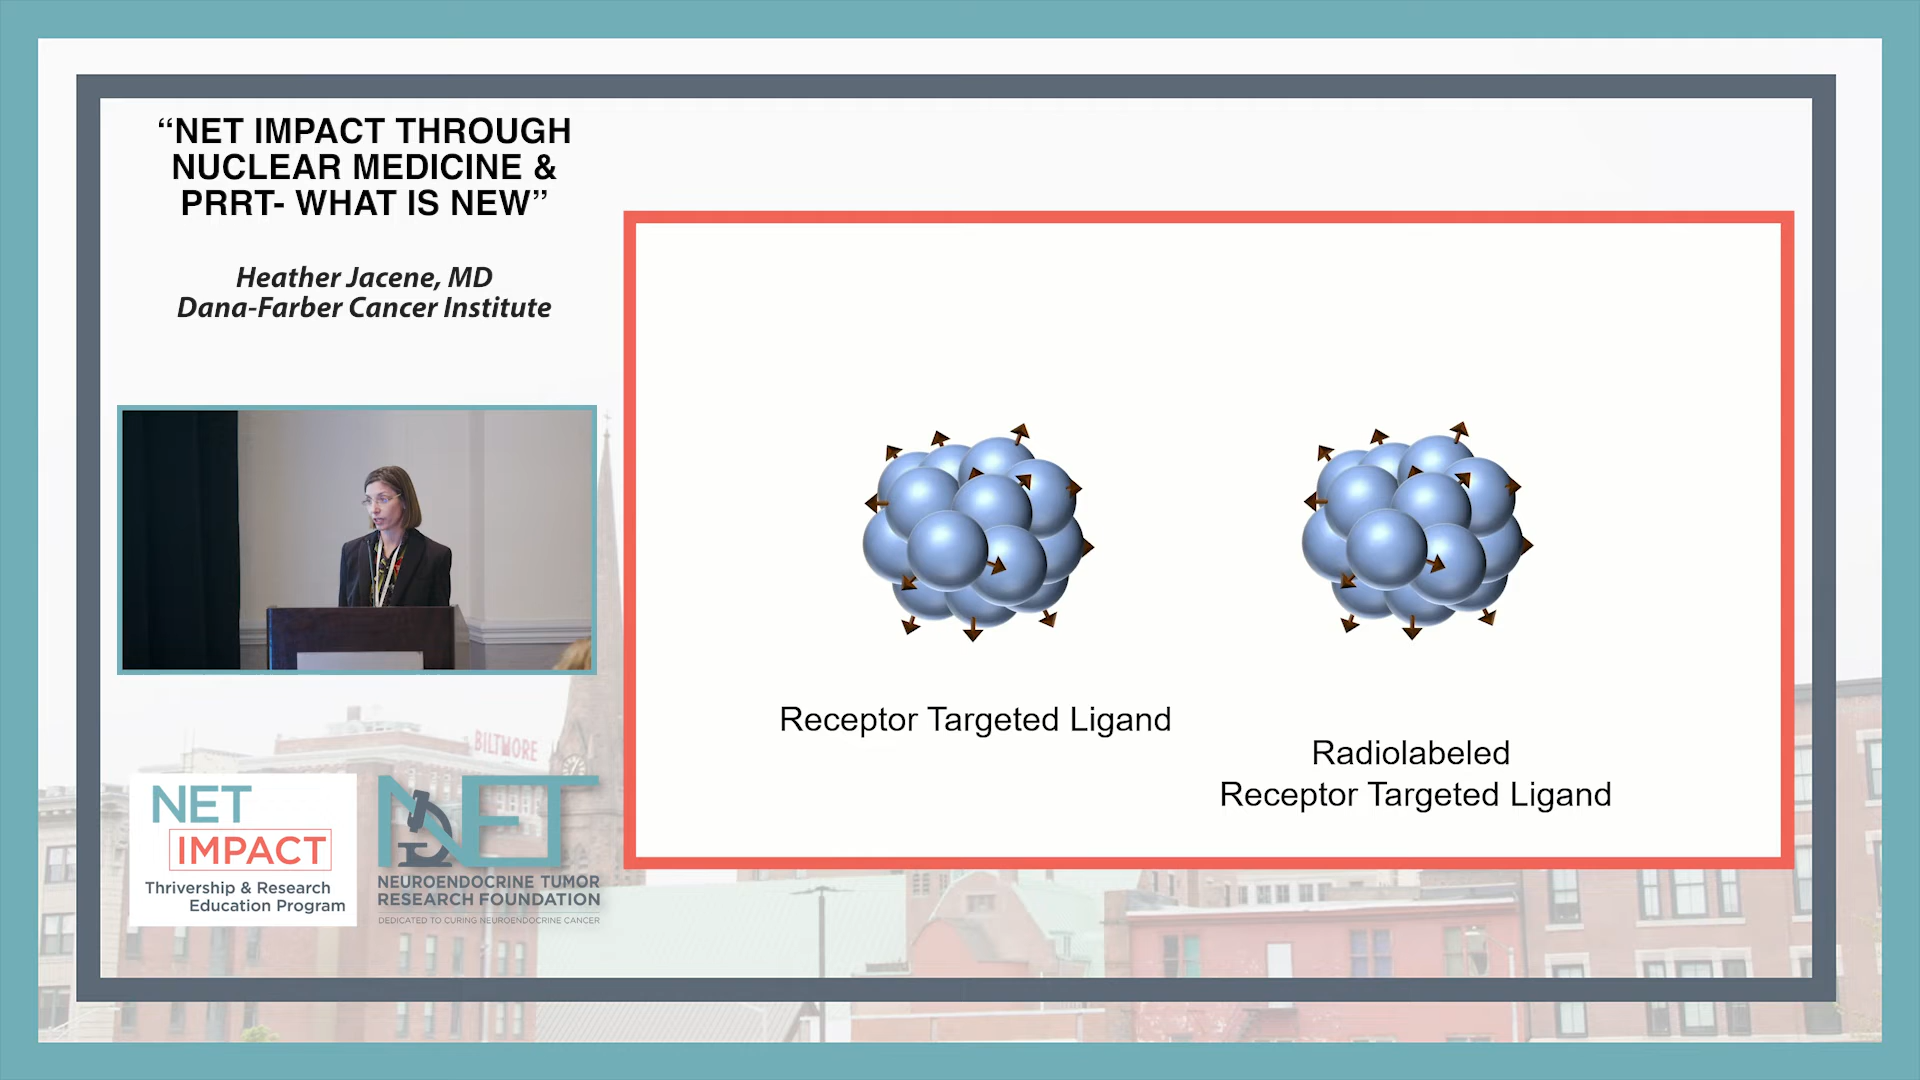 “NET IMPACT THROUGH
NUCLEAR MEDICINE &
PRRT- WHAT IS NEW”
Heather Jacene, MD
Dana-Farber Cancer Institute
Receptor Targeted Ligand
Radiolabeled
Receptor Targeted Ligand
BILTMORE
NET
IMPACT
Thrivership & Research
Education Program
NET
NEUROENDOCRINE TUMOR
RESEARCH FOUNDATION
DEDICATED TO CURING NEUROENDOCRINE CANCER